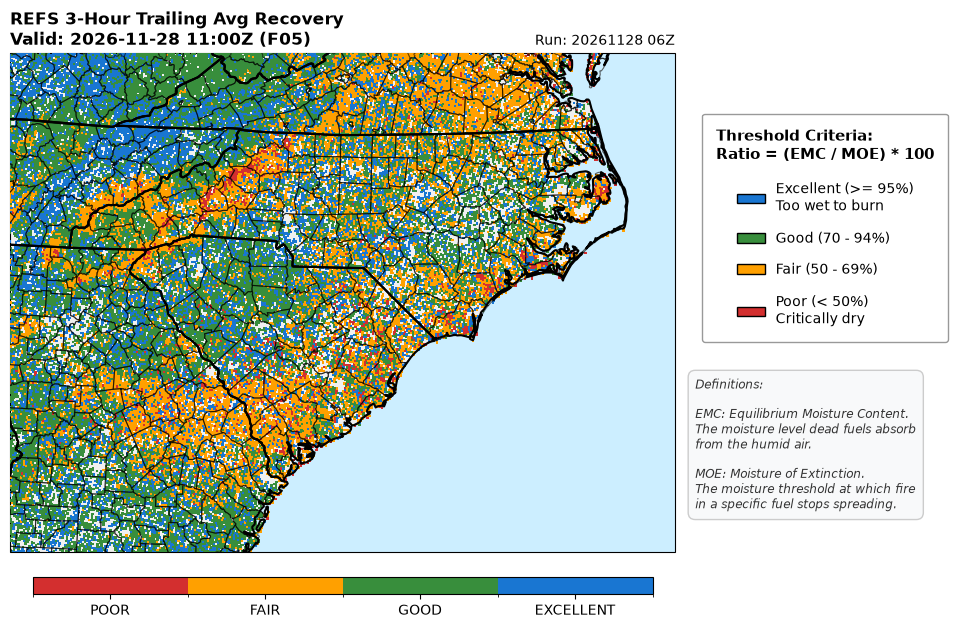 REFS 3-Hour Trailing Avg Recovery
Valid: 2026-11-28 11:00Z (F05)
Run: 20261128 06Z
Threshold Criteria:
Ratio = (EMC / MOE) * 100
Excellent (>= 95%)
Too wet to burn
Good (70 - 94%)
Fair (50 - 69%)
Poor (< 50%)
Critically dry
Definitions:
EMC: Equilibrium Moisture Content.
The moisture level dead fuels absorb
from the humid air.
MOE: Moisture of Extinction.
The moisture threshold at which fire
in a specific fuel stops spreading.
POOR
FAIR
GOOD
EXCELLENT